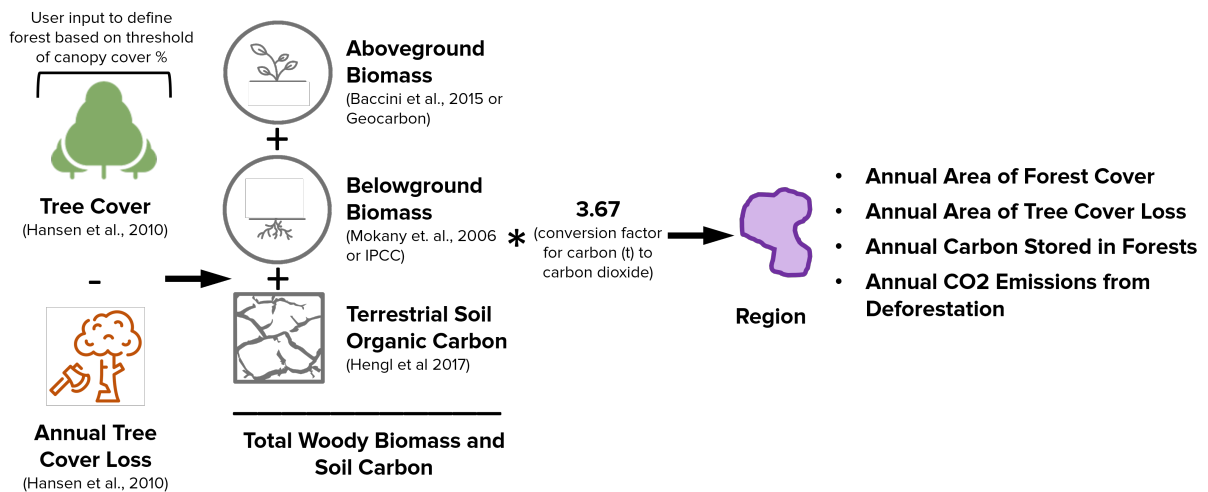 User input to define
forest based on threshold
of canopy cover %
Tree Cover
(Hansen et al., 2010)
-
Annual Tree
Cover Loss
(Hansen et al., 2010)
Aboveground
Biomass
(Baccini et al., 2015 or
Geocarbon)
+
Belowground
Biomass
(Mokany et. al., 2006
or IPCC)
+
Terrestrial Soil
Organic Carbon
(Hengl et al 2017)
Total Woody Biomass and
Soil Carbon
*
3.67
(conversion factor
for carbon (t) to
carbon dioxide)
Region
• Annual Area of Forest Cover
• Annual Area of Tree Cover Loss
• Annual Carbon Stored in Forests
• Annual CO2 Emissions from
Deforestation